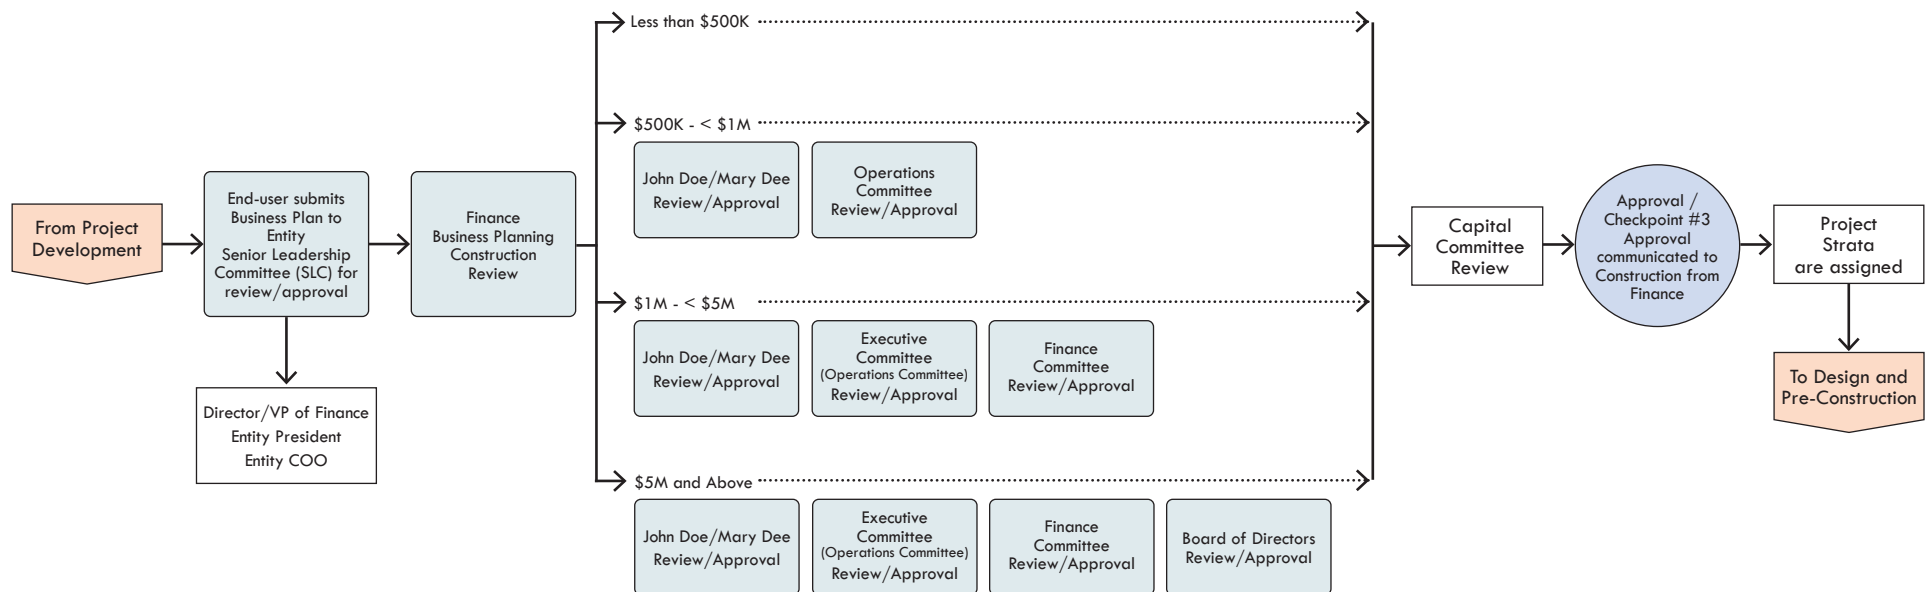 From Project
Development
End-user submits
Business Plan to
Entity
Senior Leadership
Committee (SLC) for
review/approval
Director/VP of Finance
Entity President
Entity COO
Finance
Business Planning
Construction
Review
Less than $500K
$500K - < $1M
John Doe/Mary Dee
Review/Approval
Operations
Committee
Review/Approval
$1M - < $5M
John Doe/Mary Dee
Review/Approval
Executive
Committee
(Operations Committee)
Review/Approval
Finance
Committee
Review/Approval
$5M and Above
John Doe/Mary Dee
Review/Approval
Executive
Committee
(Operations Committee)
Review/Approval
Finance
Committee
Review/Approval
Board of Directors
Review/Approval
Capital
Committee
Review
Approval /
Checkpoint #3
Approval
communicated to
Construction from
Finance
Project
Strata
are assigned
To Design and
Pre-Construction